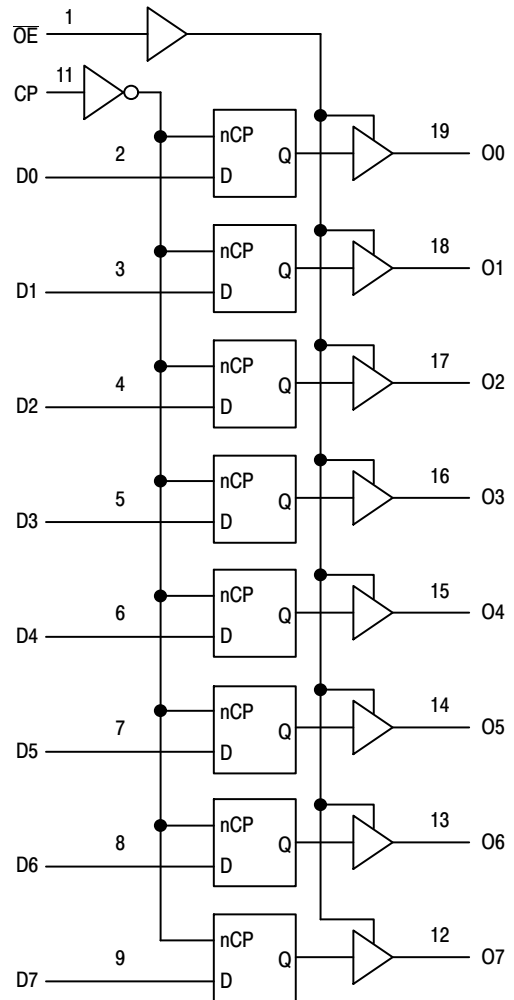 OE 1
CP 11
nCP
D0 2 D Q 19 O0
nCP
D1 3 D Q 18 O1
nCP
D2 4 D Q 17 O2
nCP
D3 5 D Q 16 O3
nCP
D4 6 D Q 15 O4
nCP
D5 7 D Q 14 O5
nCP
D6 8 D Q 13 O6
nCP
D7 9 D Q 12 O7